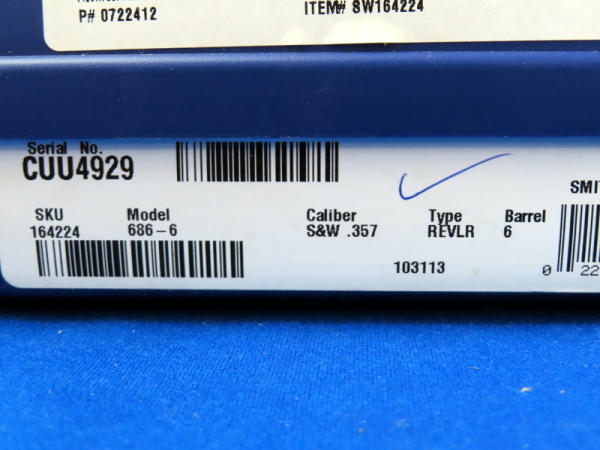 P# 0722412 ITEM# SW164224
Serial No.
CUU4929
SMI
SKU Model Caliber Type Barrel
164224 686-6 S&W .357 REVLR 6
103113
0 22